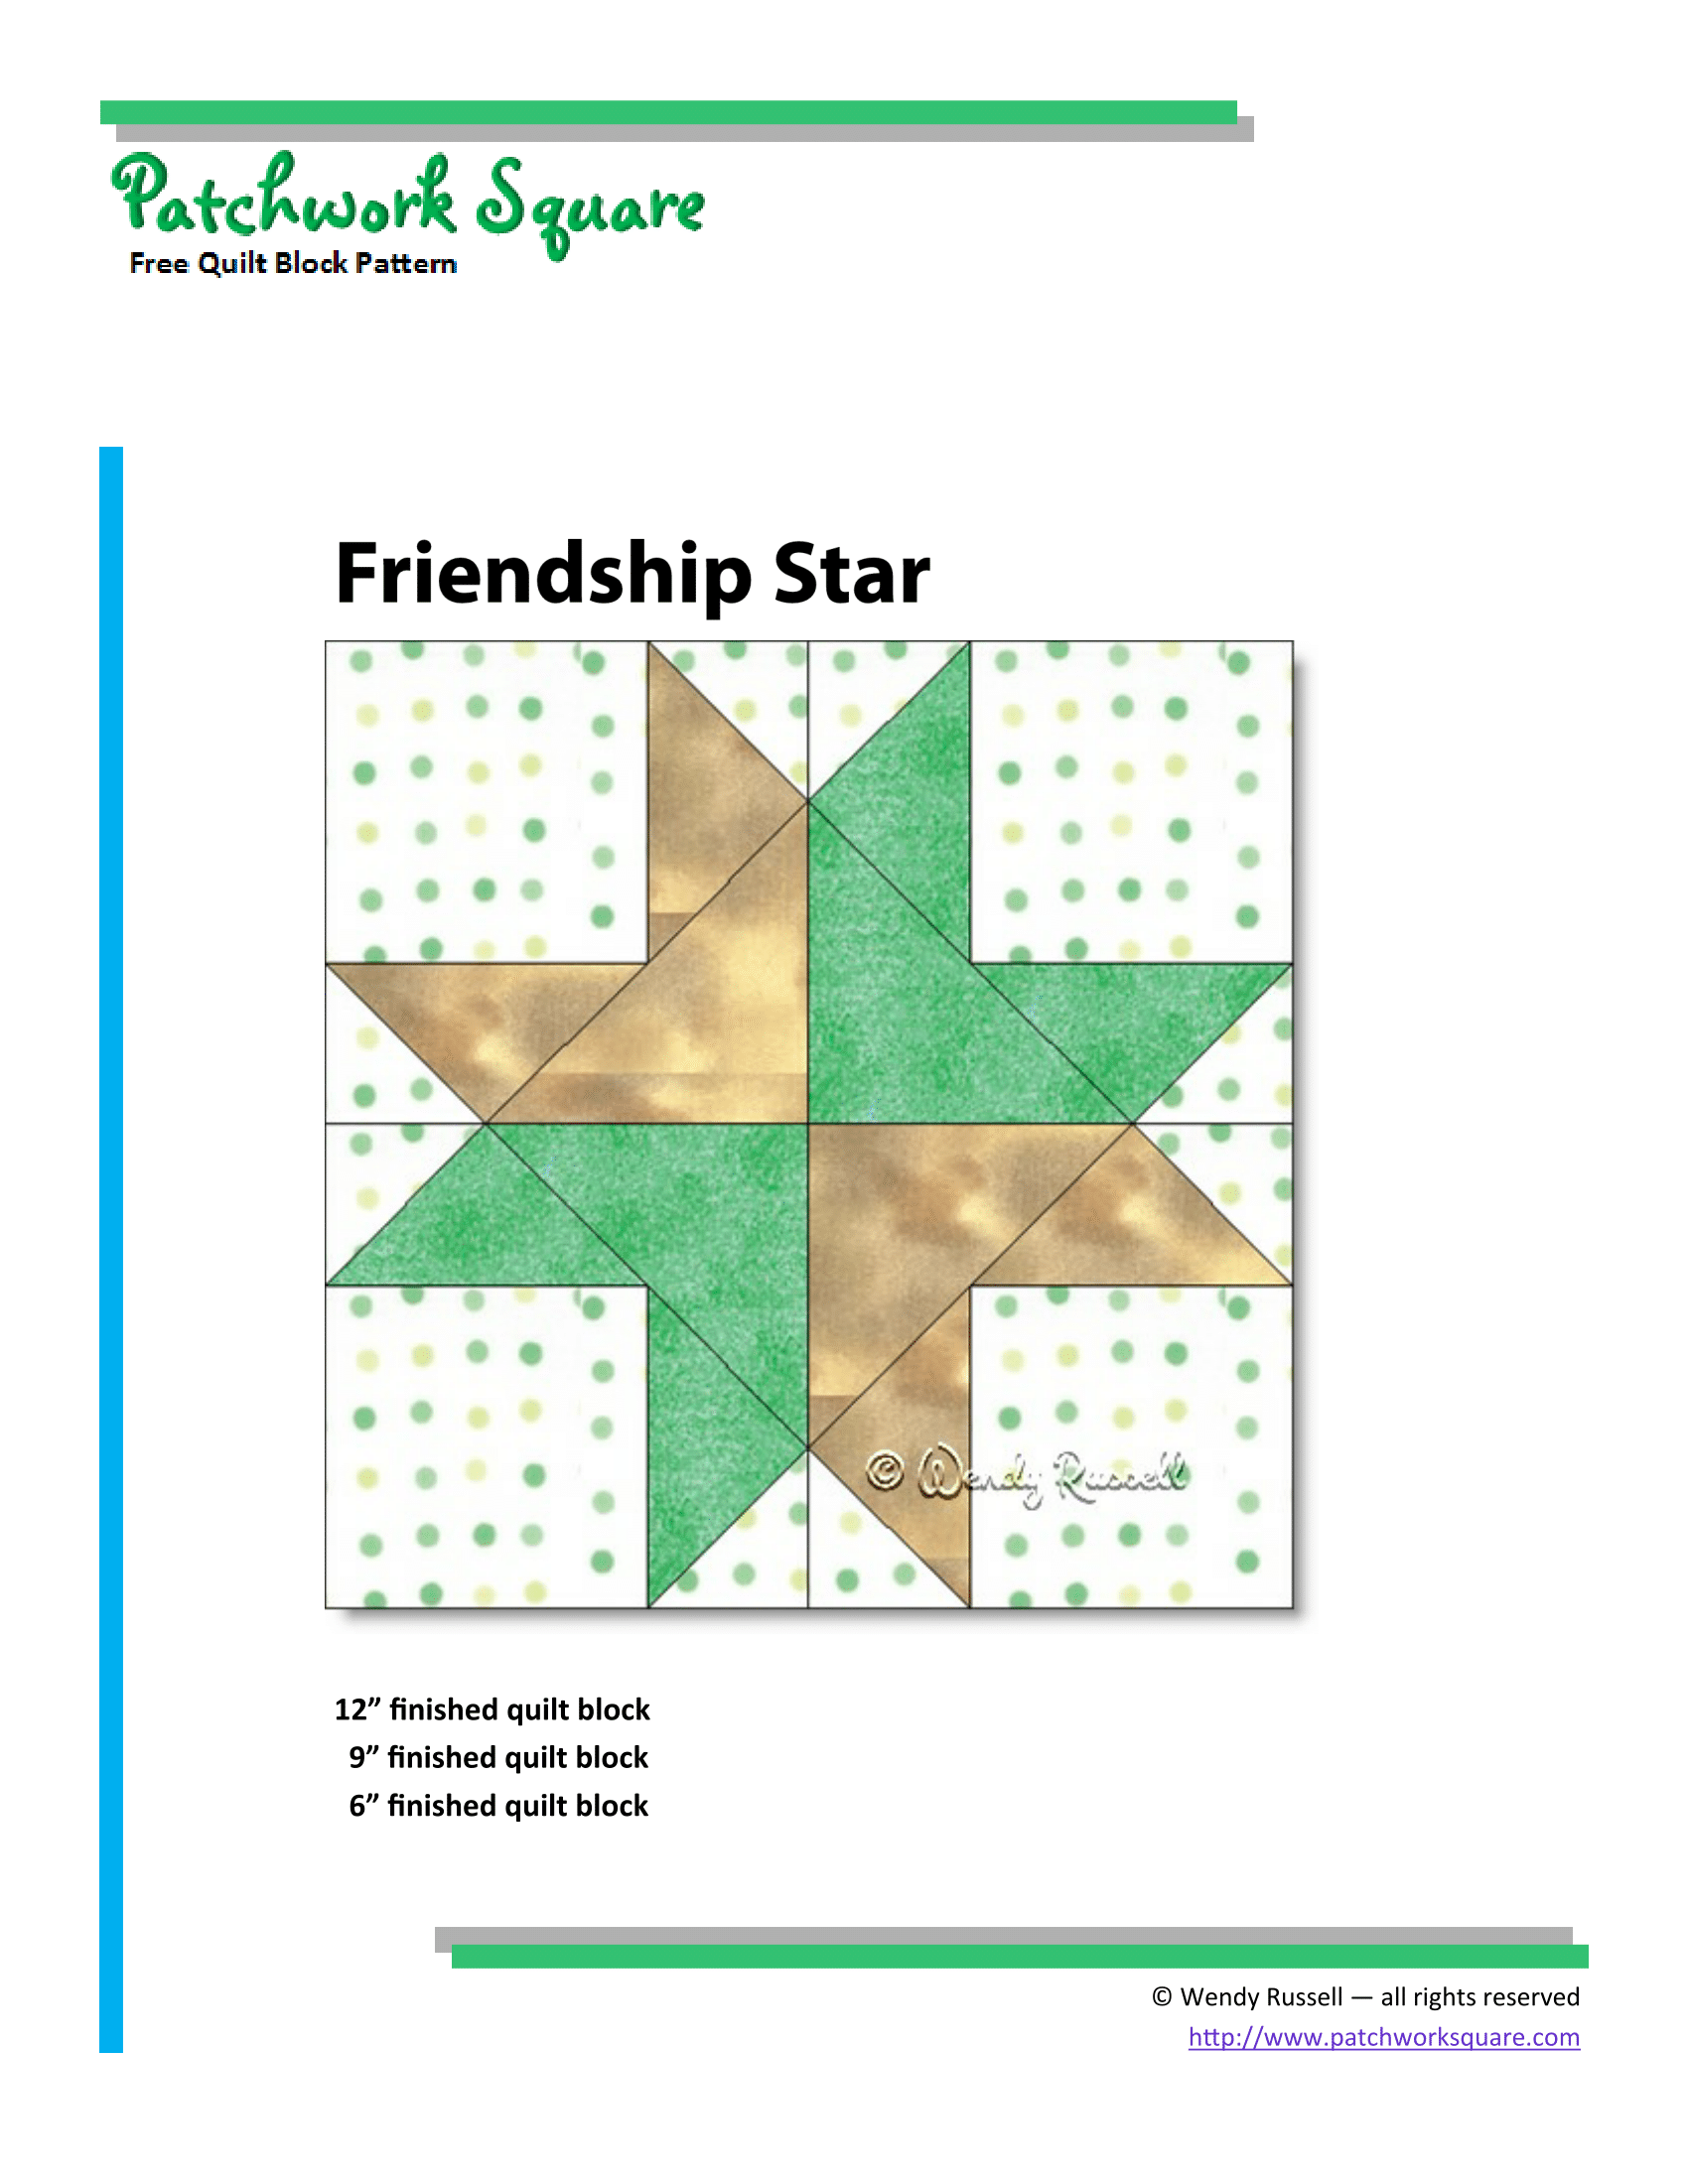 Patchwork Square
Free Quilt Block Pattern
Friendship Star
© Wendy Russell
12” finished quilt block
9” finished quilt block
6” finished quilt block
© Wendy Russell — all rights reserved
http://www.patchworksquare.com